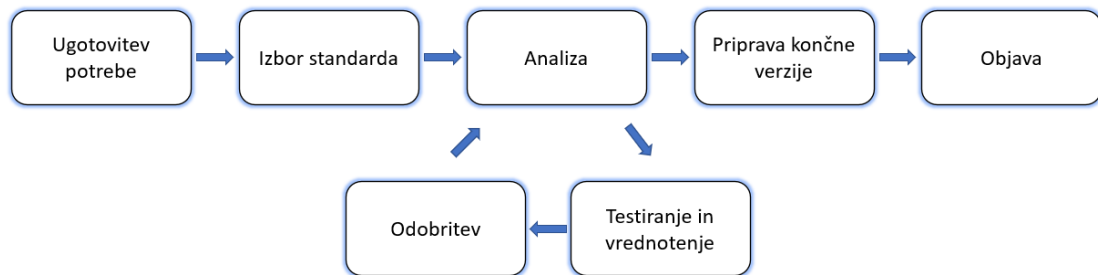 Ugotovitev
potrebe
Izbor standarda
Analiza
Priprava končne
verzije
Objava
Odobritev
Testiranje in
vrednotenje